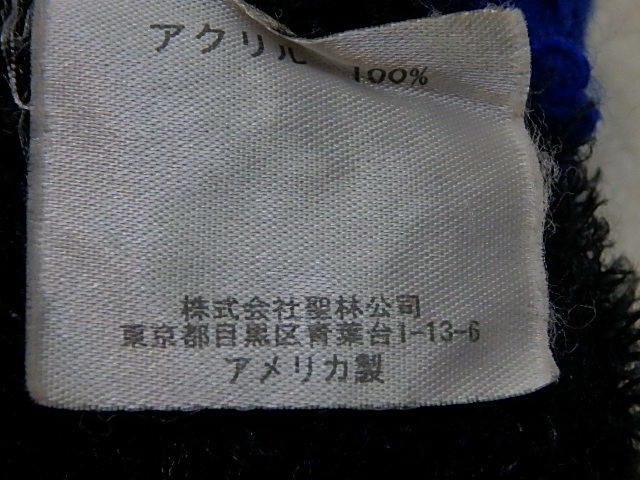 アクリル 100%
株式会社聖林公司
東京都目黒区青葉台1-13-6
アメリカ製